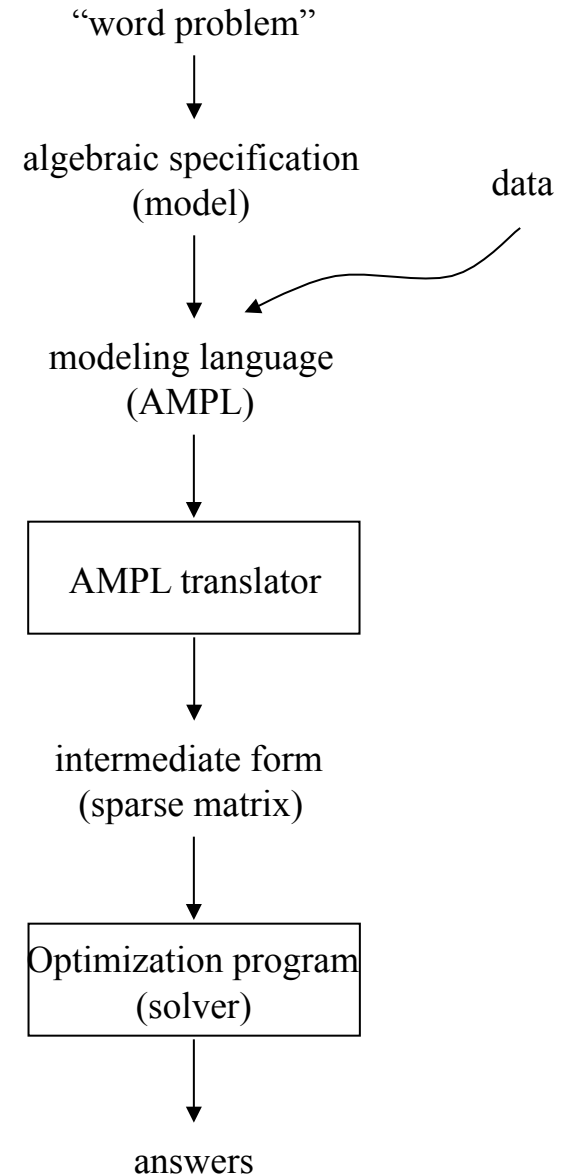 “word problem”
algebraic specification
(model)
data
modeling language
(AMPL)
AMPL translator
intermediate form
(sparse matrix)
Optimization program
(solver)
answers